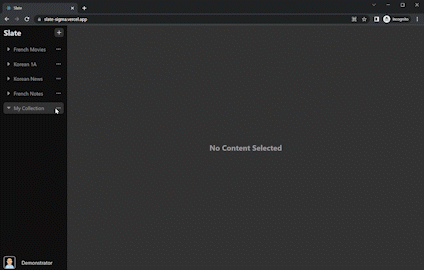 Slate
slate-sigma.vercel.app
Incognito
Slate
French Movies
Korean 1A
Korean News
French Notes
My Collection
No Content Selected
Demonstrator